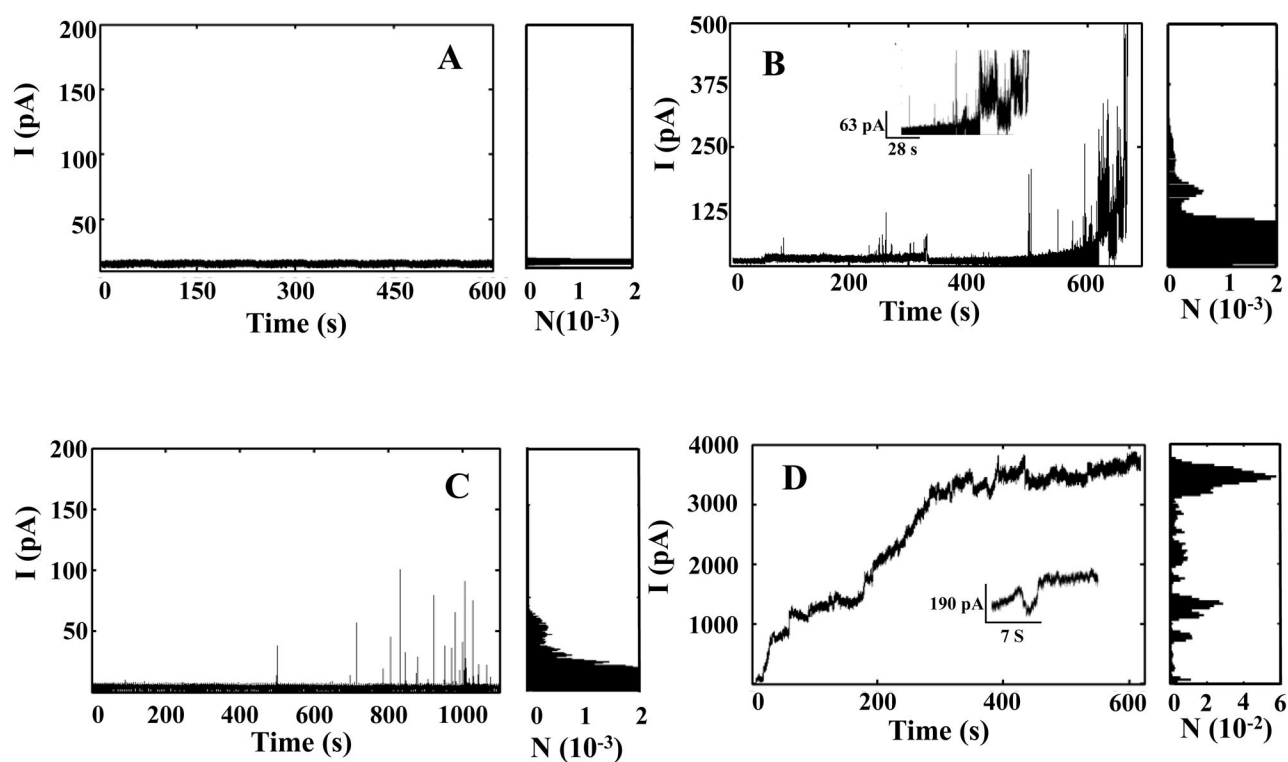 A
I (pA)
200
150
100
50
0 150 300 450 600
Time (s)
0 1 2
N(10-3)
B
I (pA)
500
375
250
125
63 pA
28 s
0 200 400 600
Time (s)
0 1 2
N (10-3)
C
I (pA)
200
150
100
50
0 200 400 600 800 1000
Time (s)
0 1 2
N (10-3)
D
I (pA)
4000
3000
2000
1000
190 pA
7 S
0 200 400 600
Time (s)
0 2 4 6
N (10-2)